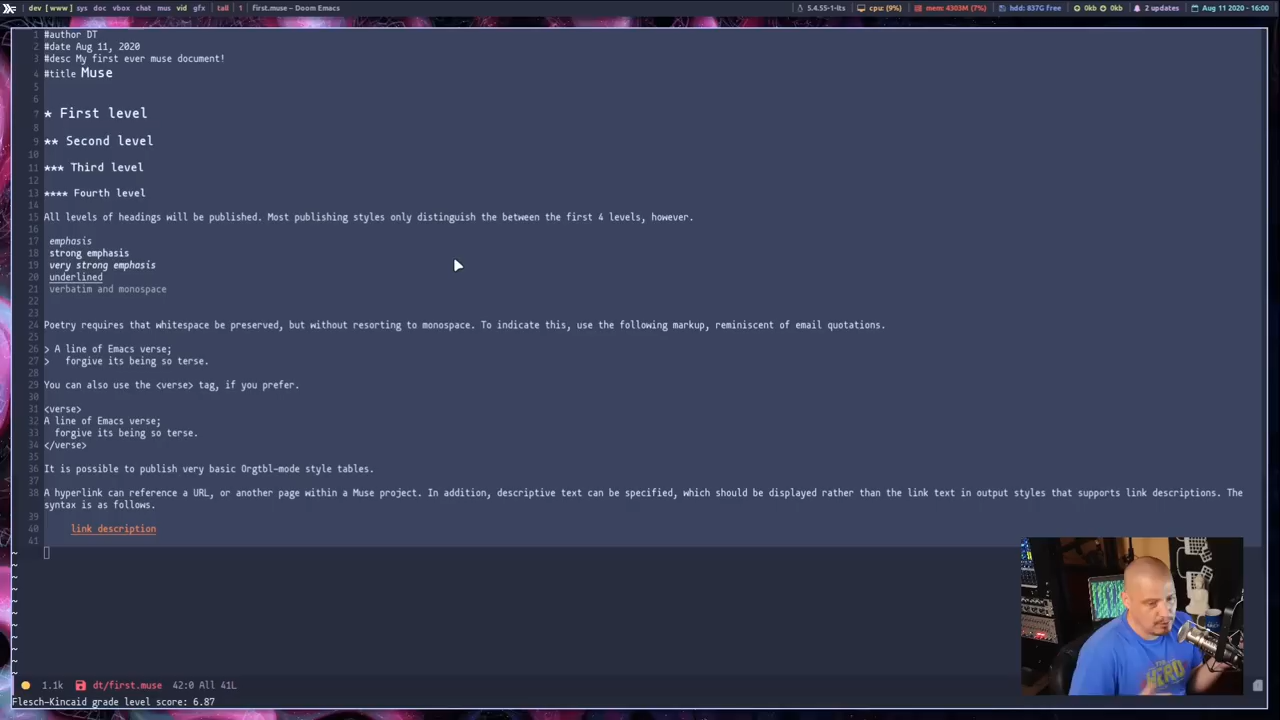 dev [ www ] sys doc vbox chat mus vid gfx | tall | 1 | first.muse - Doom Emacs 5.4.55-1-lts | cpu: (9%) | mem: 4303M (7%) | hdd: 837G free | 0kb 0kb | 2 updates | Aug 11 2020 - 16:00
1 #author DT
2 #date Aug 11, 2020
3 #desc My first ever muse document!
4 #title Muse
5
6
7 * First level
8
9 ** Second level
10
11 *** Third level
12
13 **** Fourth level
14
15 All levels of headings will be published. Most publishing styles only distinguish the between the first 4 levels, however.
16
17 emphasis
18 strong emphasis
19 very strong emphasis
20 underlined
21 verbatim and monospace
22
23
24 Poetry requires that whitespace be preserved, but without resorting to monospace. To indicate this, use the following markup, reminiscent of email quotations.
25
26 > A line of Emacs verse;
27 >   forgive its being so terse.
28
29 You can also use the <verse> tag, if you prefer.
30
31 <verse>
32 A line of Emacs verse;
33   forgive its being so terse.
34 </verse>
35
36 It is possible to publish very basic Orgtbl-mode style tables.
37
38 A hyperlink can reference a URL, or another page within a Muse project. In addition, descriptive text can be specified, which should be displayed rather than the link text in output styles that supports link descriptions. The
syntax is as follows.
39
40 link description
41
~
~
~
~
~
~
~
~
~
~
1.1k dt/first.muse 42:0 All 41L
Flesch-Kincaid grade level score: 6.87